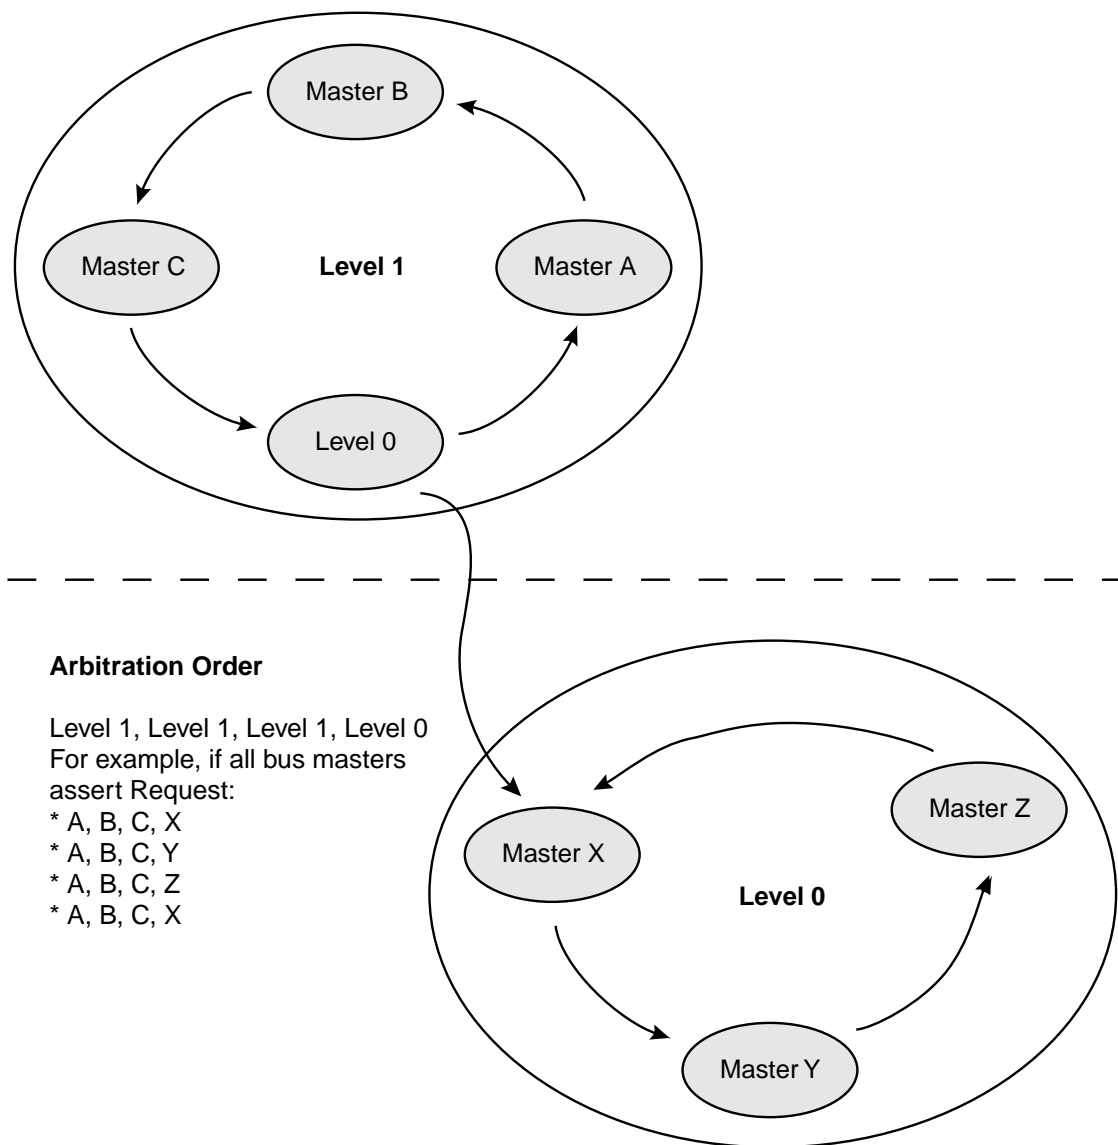 Master B
Master C
Level 1
Master A
Level 0
Arbitration Order
Level 1, Level 1, Level 1, Level 0
For example, if all bus masters
assert Request:
* A, B, C, X
* A, B, C, Y
* A, B, C, Z
* A, B, C, X
Master Z
Master X
Level 0
Master Y